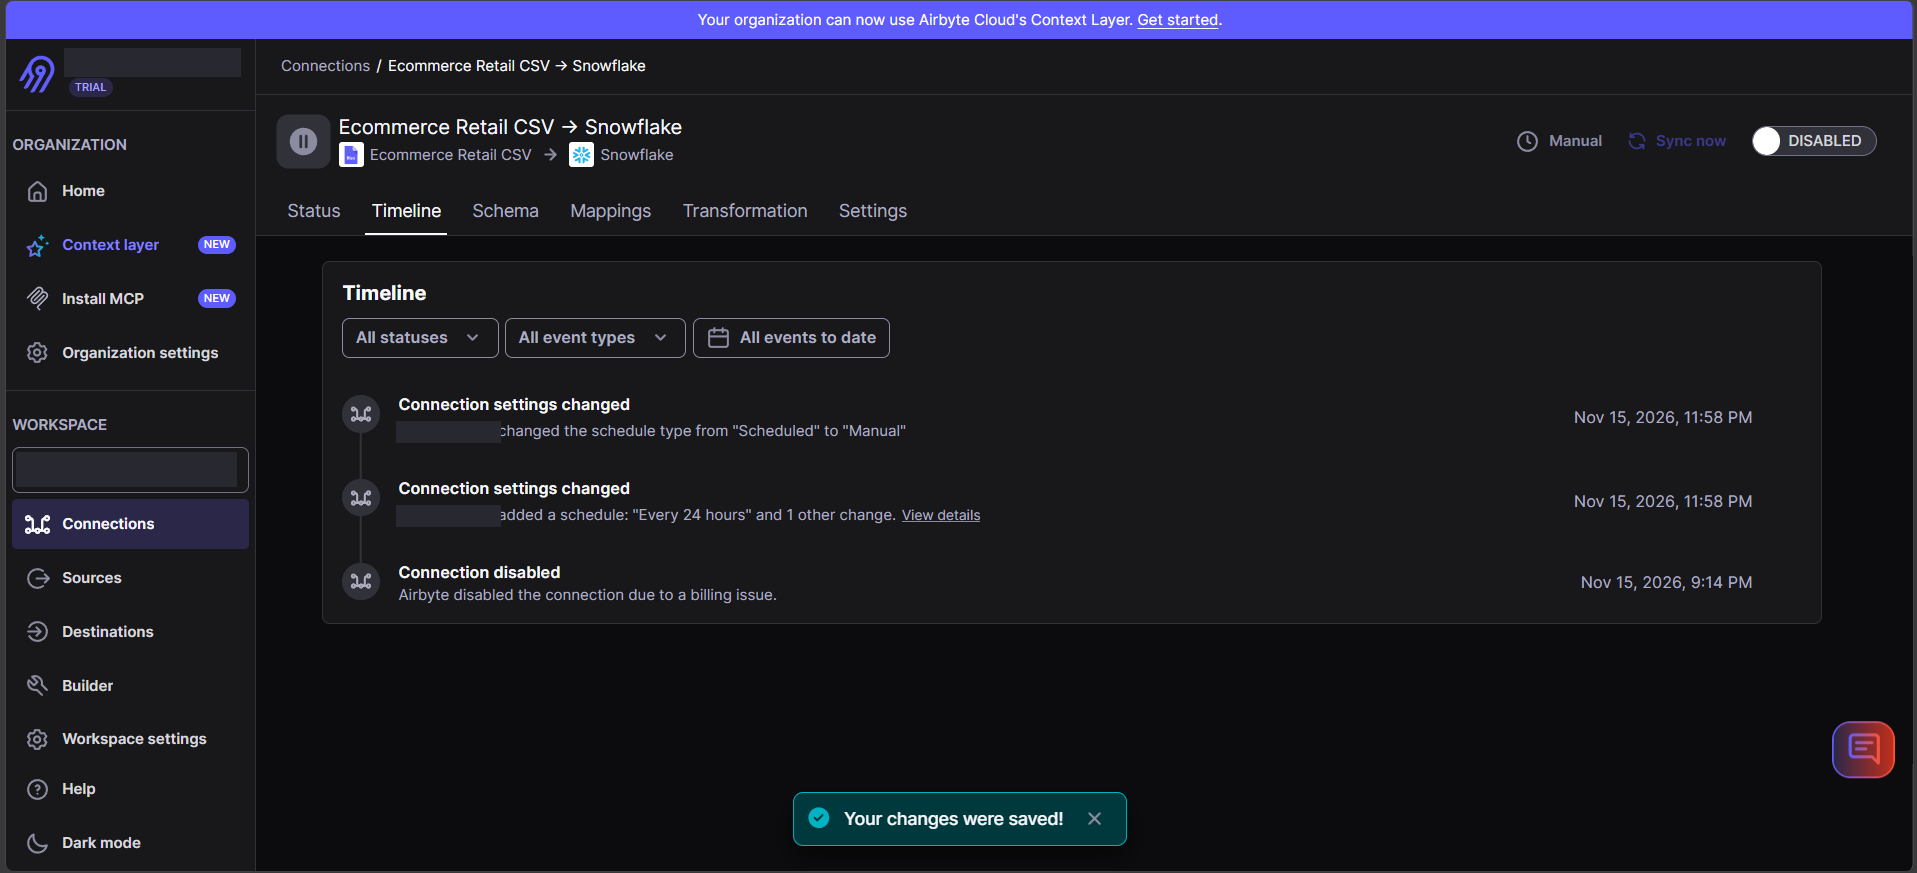 Your organization can now use Airbyte Cloud's Context Layer. Get started.
TRIAL
Connections / Ecommerce Retail CSV → Snowflake
Ecommerce Retail CSV → Snowflake
Ecommerce Retail CSV → Snowflake
Manual
Sync now
DISABLED
Status
Timeline
Schema
Mappings
Transformation
Settings
ORGANIZATION
Home
Context layer NEW
Install MCP NEW
Organization settings
WORKSPACE
Connections
Sources
Destinations
Builder
Workspace settings
Help
Dark mode
Timeline
All statuses
All event types
All events to date
Connection settings changed
changed the schedule type from "Scheduled" to "Manual"
Nov 15, 2026, 11:58 PM
Connection settings changed
added a schedule: "Every 24 hours" and 1 other change. View details
Nov 15, 2026, 11:58 PM
Connection disabled
Airbyte disabled the connection due to a billing issue.
Nov 15, 2026, 9:14 PM
Your changes were saved!